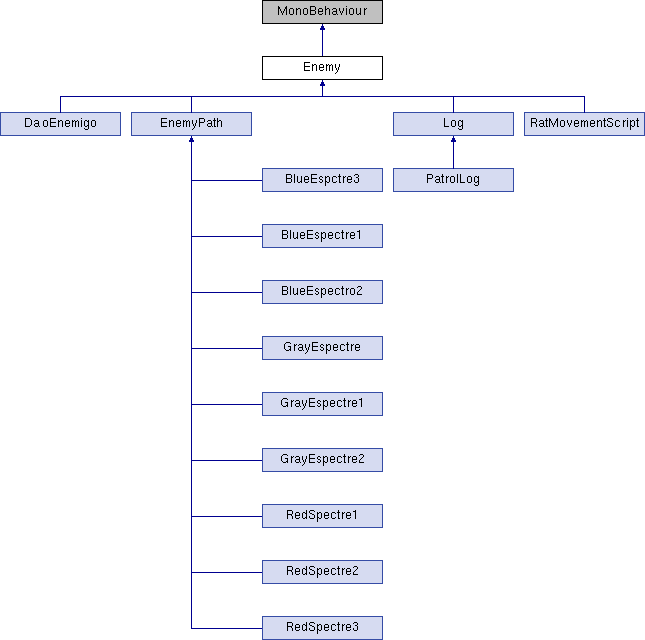 MonoBehaviour
Enemy
DaoEnemigo
EnemyPath
Log
RatMovementScript
BlueEspctre3
PatrolLog
BlueEspectre1
BlueEspectro2
GrayEspectre
GrayEspectre1
GrayEspectre2
RedSpectre1
RedSpectre2
RedSpectre3